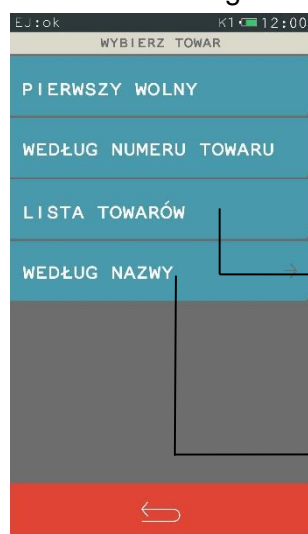 EJ:ok K1 12:00
WYBIERZ TOWAR
PIERWSZY WOLNY
WEDŁUG NUMERU TOWARU
LISTA TOWARÓW
WEDŁUG NAZWY